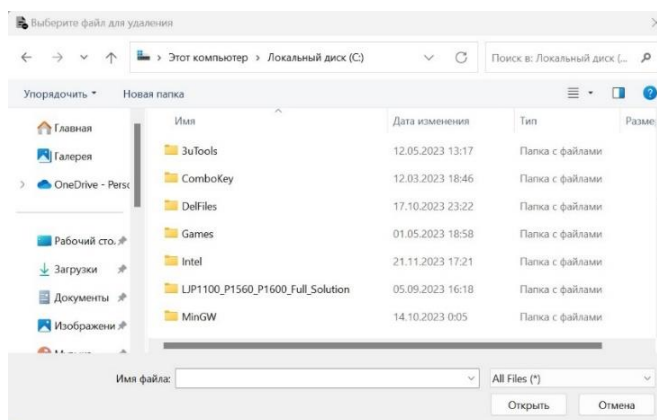 Выберите файл для удаления
Этот компьютер > Локальный диск (C:)
Поиск в: Локальный диск (...
Упорядочить
Новая папка
Имя
Дата изменения
Тип
Разме
Главная
Галерея
OneDrive - Perso
Рабочий сто.
Загрузки
Документы
Изображени
3uTools 12.05.2023 13:17 Папка с файлами
ComboKey 12.03.2023 18:46 Папка с файлами
DelFiles 17.10.2023 23:22 Папка с файлами
Games 01.05.2023 18:58 Папка с файлами
Intel 21.11.2023 17:21 Папка с файлами
LJP1100_P1560_P1600_Full_Solution 05.09.2023 16:18 Папка с файлами
MinGW 14.10.2023 0:05 Папка с файлами
Имя файла:
All Files (*)
Открыть
Отмена